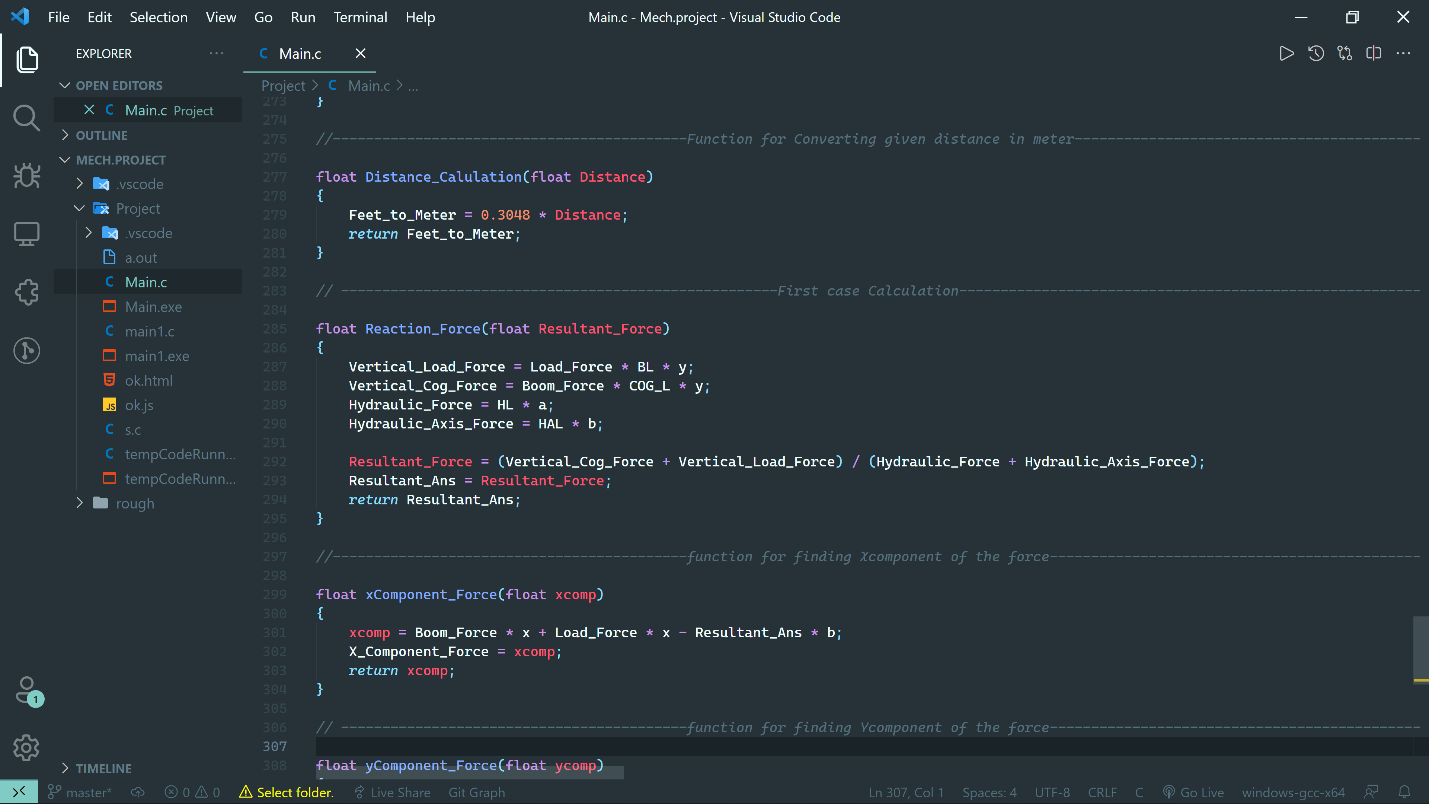 File Edit Selection View Go Run Terminal Help
Main.c - Mech.project - Visual Studio Code
EXPLORER
Main.c
OPEN EDITORS
Main.c Project
OUTLINE
MECH.PROJECT
.vscode
Project
.vscode
a.out
Main.c
Main.exe
main1.c
main1.exe
ok.html
ok.js
s.c
tempCodeRunn...
tempCodeRunn...
rough
TIMELINE
Project > C Main.c > ...
273 }
274
275 //-------------------------------------------Function for Converting given distance in meter------------------------------------------
276
277 float Distance_Calulation(float Distance)
278 {
279 Feet_to_Meter = 0.3048 * Distance;
280 return Feet_to_Meter;
281 }
282
283 // -----------------------------------------------------First case Calculation--------------------------------------------------------
284
285 float Reaction_Force(float Resultant_Force)
286 {
287 Vertical_Load_Force = Load_Force * BL * y;
288 Vertical_Cog_Force = Boom_Force * COG_L * y;
289 Hydraulic_Force = HL * a;
290 Hydraulic_Axis_Force = HAL * b;
291
292 Resultant_Force = (Vertical_Cog_Force + Vertical_Load_Force) / (Hydraulic_Force + Hydraulic_Axis_Force);
293 Resultant_Ans = Resultant_Force;
294 return Resultant_Ans;
295 }
296
297 //-------------------------------------------function for finding Xcomponent of the force---------------------------------------------
298
299 float xComponent_Force(float xcomp)
300 {
301 xcomp = Boom_Force * x + Load_Force * x - Resultant_Ans * b;
302 X_Component_Force = xcomp;
303 return xcomp;
304 }
305
306 // ------------------------------------------function for finding Ycomponent of the force---------------------------------------------
307
308 float yComponent_Force(float ycomp)
1
master* 0 0 Select folder. Live Share Git Graph Ln 307, Col 1 Spaces: 4 UTF-8 CRLF C Go Live windows-gcc-x64